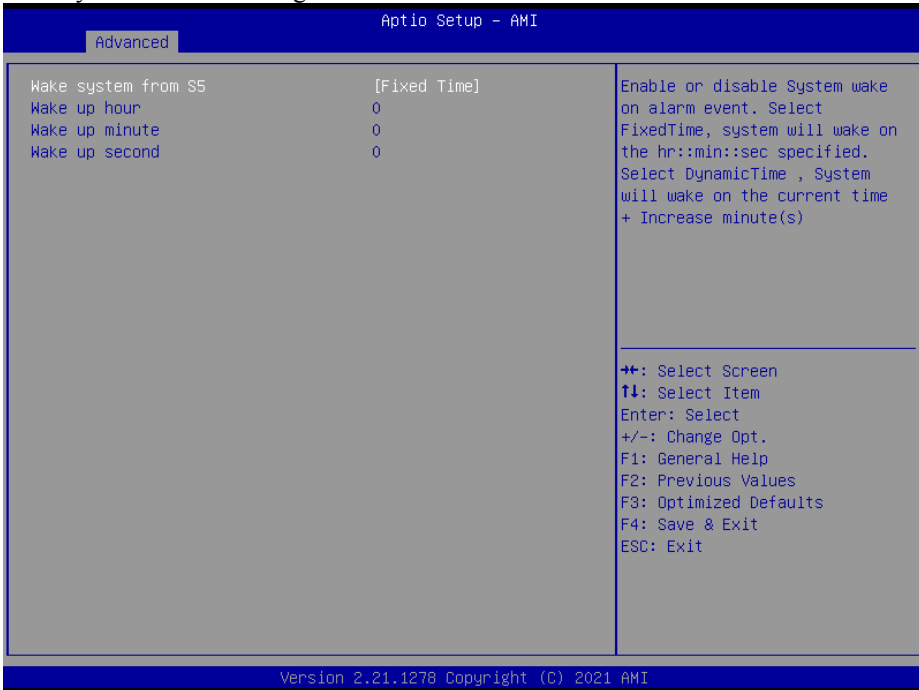 Aptio Setup - AMI
Advanced
Wake system from S5 [Fixed Time]
Wake up hour 0
Wake up minute 0
Wake up second 0
Enable or disable System wake
on alarm event. Select
FixedTime, system will wake on
the hr::min::sec specified.
Select DynamicTime , System
will wake on the current time
+ Increase minute(s)
→←: Select Screen
↑↓: Select Item
Enter: Select
+/-: Change Opt.
F1: General Help
F2: Previous Values
F3: Optimized Defaults
F4: Save & Exit
ESC: Exit
Version 2.21.1278 Copyright (C) 2021 AMI